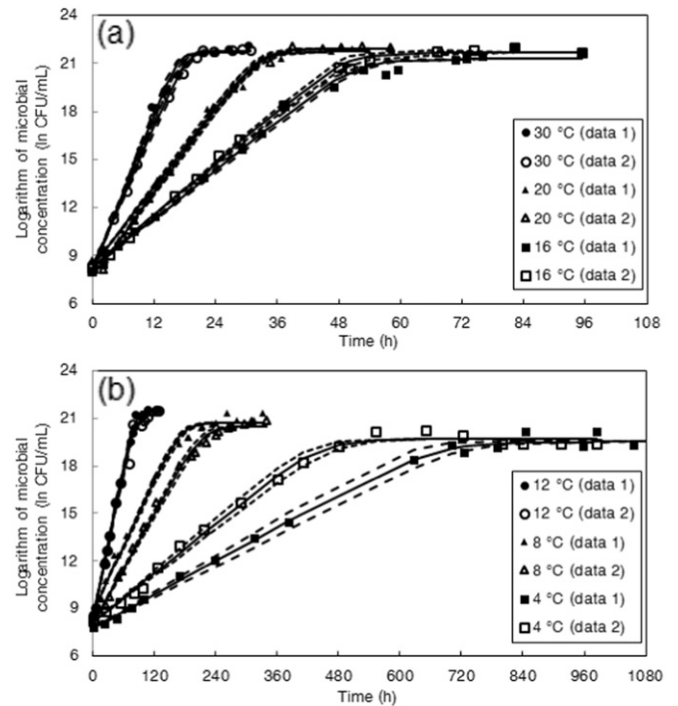 (a)
Logarithm of microbial
concentration (ln CFU/mL)
24
21
18
15
12
9
6
30 °C (data 1)
30 °C (data 2)
20 °C (data 1)
20 °C (data 2)
16 °C (data 1)
16 °C (data 2)
0 12 24 36 48 60 72 84 96 108
Time (h)
(b)
Logarithm of microbial
concentration (ln CFU/mL)
24
21
18
15
12
9
6
12 °C (data 1)
12 °C (data 2)
8 °C (data 1)
8 °C (data 2)
4 °C (data 1)
4 °C (data 2)
0 120 240 360 480 600 720 840 960 1080
Time (h)